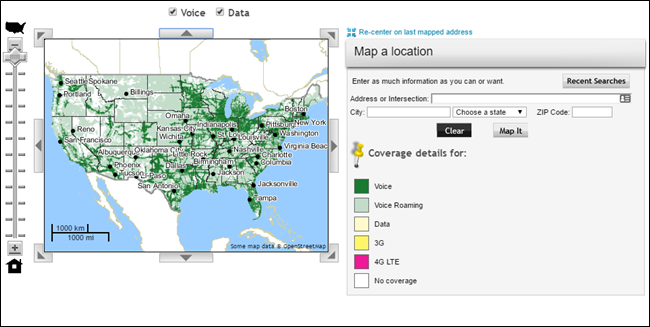 Voice Data
Re-center on last mapped address
Map a location
Enter as much information as you can or want.
Recent Searches
Address or Intersection:
City:
Choose a state
ZIP Code:
Clear
Map It
Coverage details for:
Voice
Voice Roaming
Data
3G
4G LTE
No coverage
Seattle Spokane
Portland
Billings
Boston
Omaha
New York
Reno
Kansas City
Indianapolis
Pittsburg
San Francisco
Wichita
St. Louis
Louisville
Washington
Virginia Beach
Albuquerque
Oklahoma City
Little Rock
Nashville
Charlotte
Phoenix
Dallas
Birmingham
Columbia
Tucson
El Paso
Jackson
San Antonio
Jacksonville
Tampa
1000 km
1000 mi
Some map data © OpenStreetMap